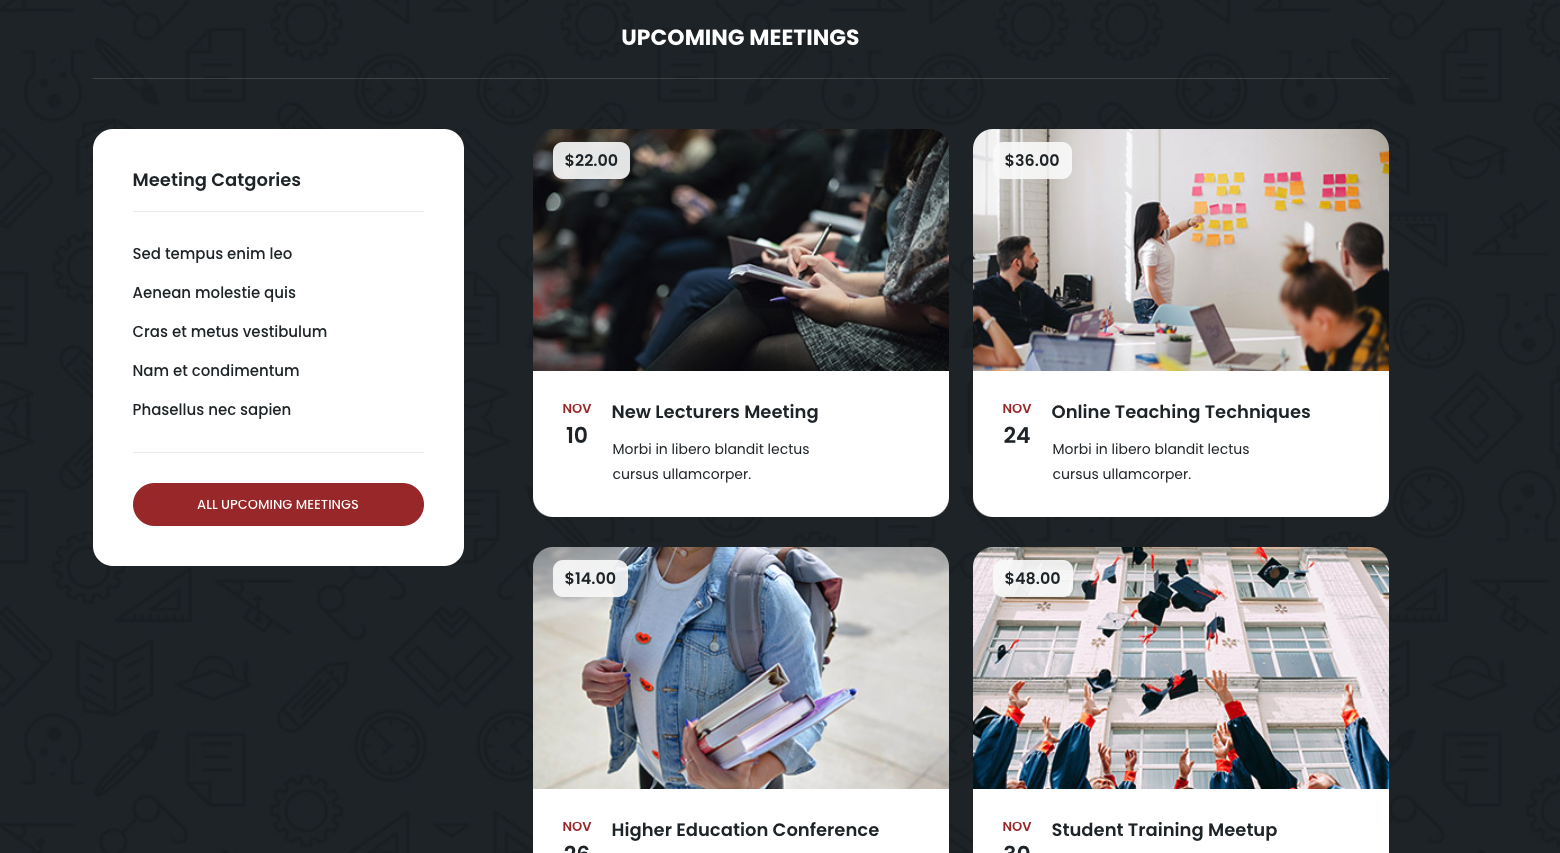 UPCOMING MEETINGS
Meeting Catgories
Sed tempus enim leo
Aenean molestie quis
Cras et metus vestibulum
Nam et condimentum
Phasellus nec sapien
ALL UPCOMING MEETINGS
$22.00
NOV
10
New Lecturers Meeting
Morbi in libero blandit lectus
cursus ullamcorper.
$36.00
NOV
24
Online Teaching Techniques
Morbi in libero blandit lectus
cursus ullamcorper.
$14.00
NOV
26
Higher Education Conference
$48.00
NOV
30
Student Training Meetup